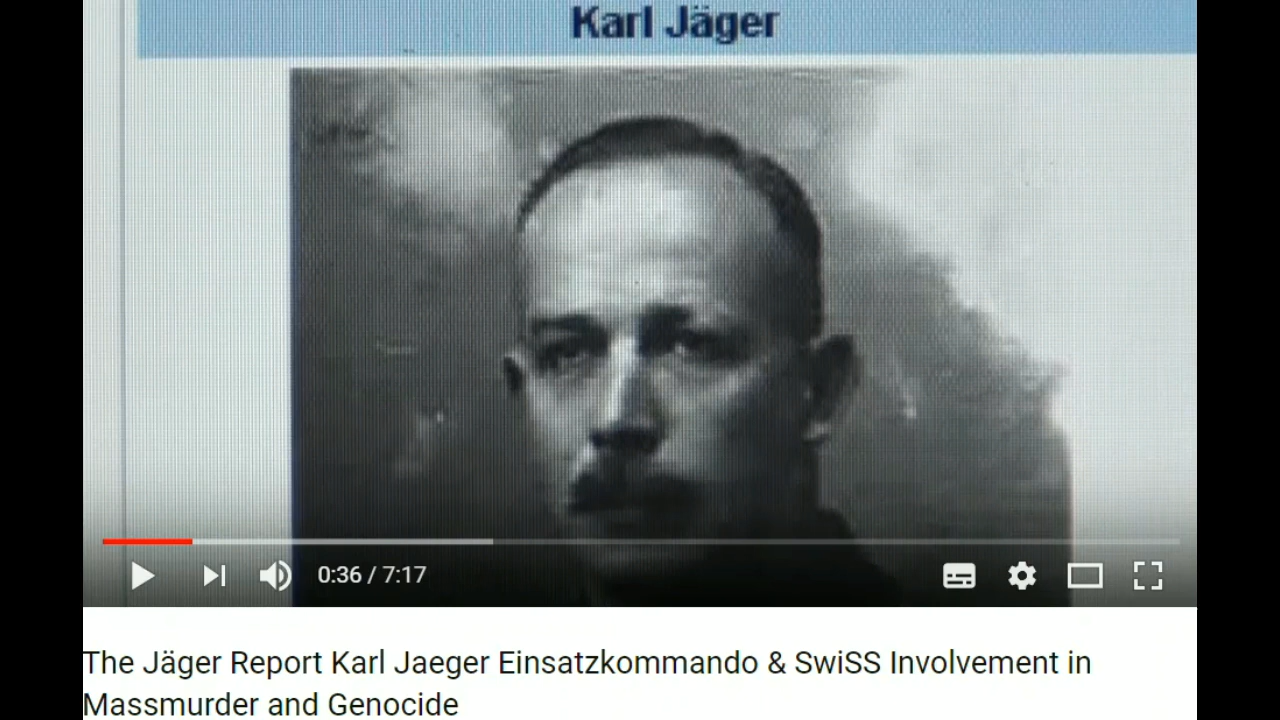 Karl Jäger
0:36 / 7:17
The Jäger Report Karl Jaeger Einsatzkommando & SwiSS Involvement in
Massmurder and Genocide